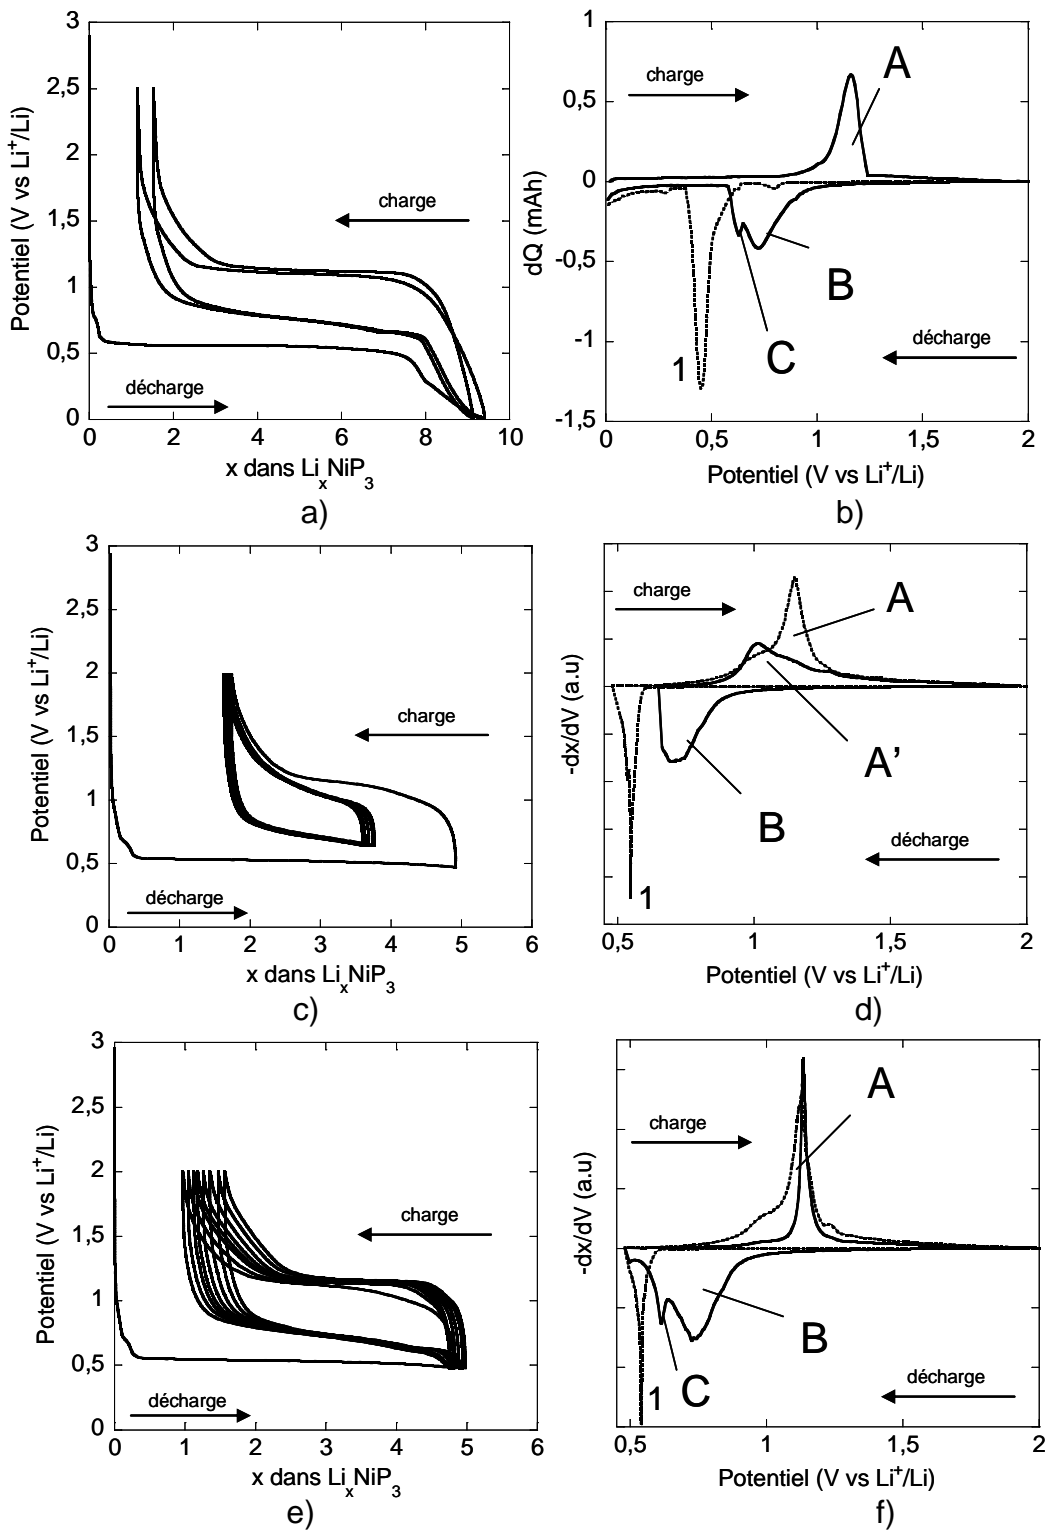 3
2,5
2
1,5
1
0,5
0
0 2 4 6 8 10
Potentiel (V vs Li⁺/Li)
charge
décharge
x dans LiₓNiP₃
a)
1
0,5
0
-0,5
-1
-1,5
0 0,5 1 1,5 2
dQ (mAh)
charge
A
B
C
1
décharge
Potentiel (V vs Li⁺/Li)
b)
3
2,5
2
1,5
1
0,5
0
0 1 2 3 4 5 6
Potentiel (V vs Li⁺/Li)
charge
décharge
x dans LiₓNiP₃
c)
-dx/dV (a.u)
charge
A
A’
B
1
décharge
0,5 1 1,5 2
Potentiel (V vs Li⁺/Li)
d)
3
2,5
2
1,5
1
0,5
0
0 1 2 3 4 5 6
Potentiel (V vs Li⁺/Li)
charge
décharge
x dans LiₓNiP₃
e)
-dx/dV (a.u)
charge
A
B
1 C
décharge
0,5 1 1,5 2
Potentiel (V vs Li⁺/Li)
f)